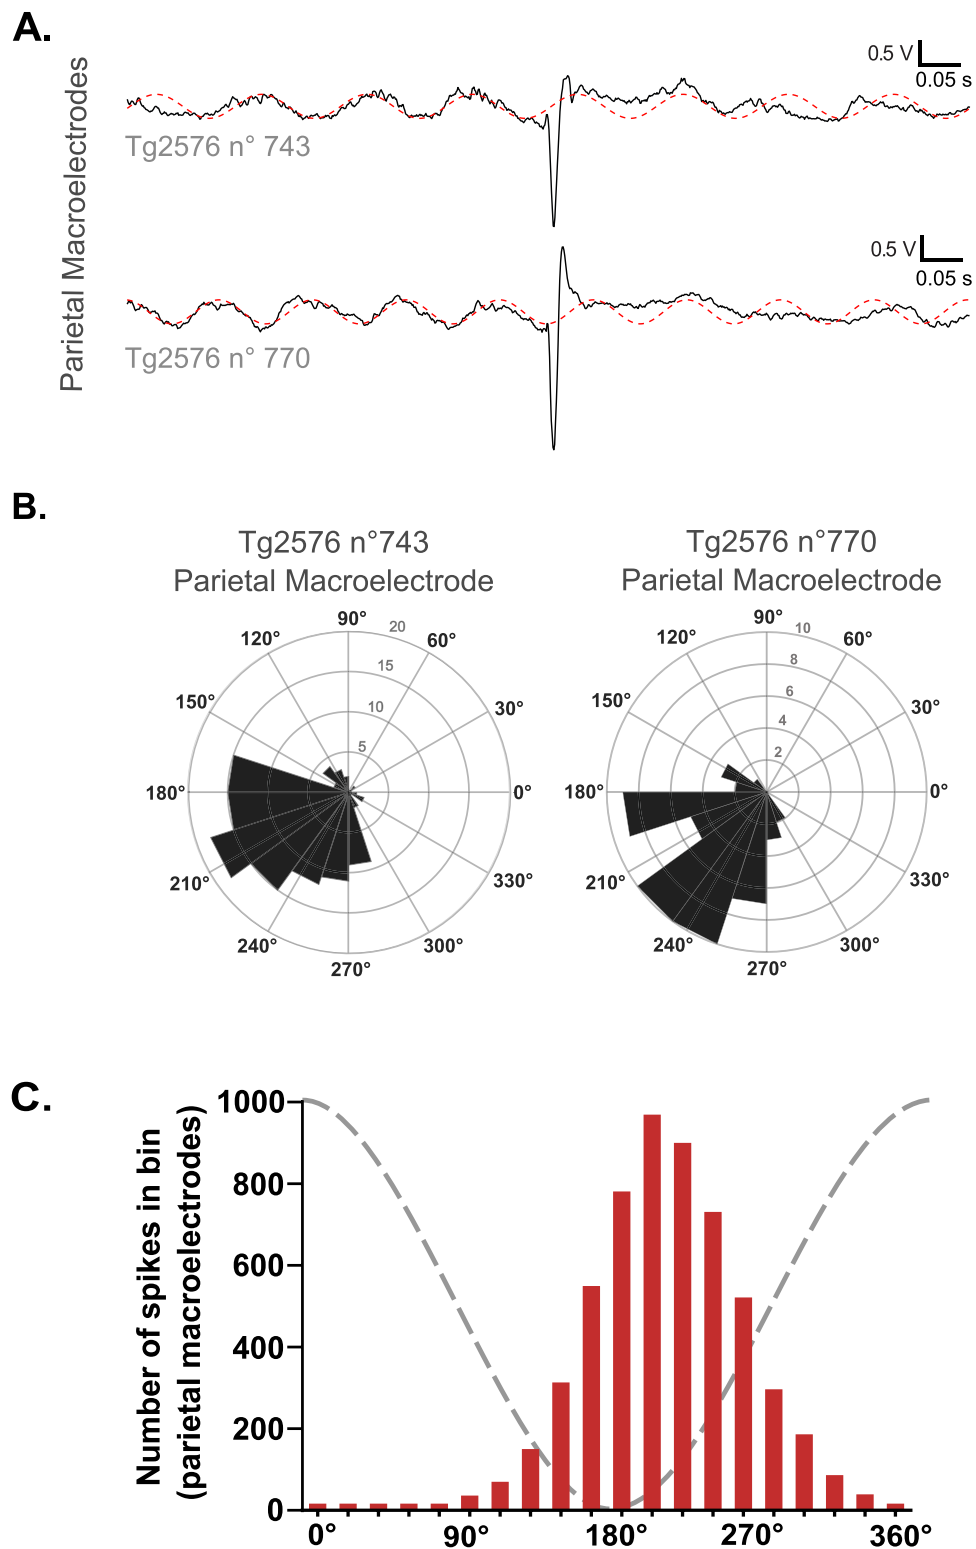 A.
Parietal Macroelectrodes
0.5 V
0.05 s
Tg2576 n° 743
0.5 V
0.05 s
Tg2576 n° 770
B.
Tg2576 n°743
Parietal Macroelectrode
90°
20
120°
60°
15
150°
10
30°
5
180°
0°
210°
330°
240°
300°
270°
Tg2576 n°770
Parietal Macroelectrode
90°
10
120°
60°
8
150°
6
30°
4
2
180°
0°
210°
330°
240°
300°
270°
C.
Number of spikes in bin
(parietal macroelectrodes)
1000
800
600
400
200
0
0°
90°
180°
270°
360°